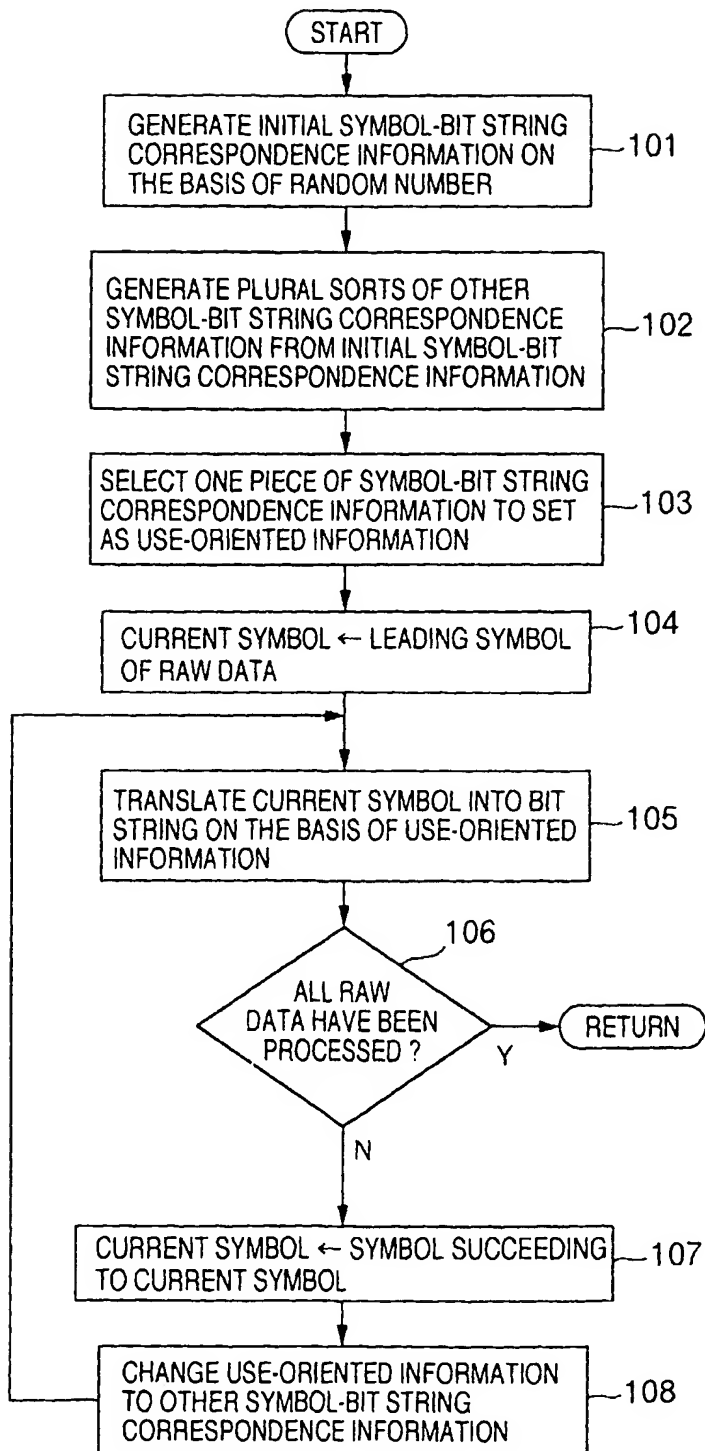 START
GENERATE INITIAL SYMBOL-BIT STRING
CORRESPONDENCE INFORMATION ON
THE BASIS OF RANDOM NUMBER
101
GENERATE PLURAL SORTS OF OTHER
SYMBOL-BIT STRING CORRESPONDENCE
INFORMATION FROM INITIAL SYMBOL-BIT
STRING CORRESPONDENCE INFORMATION
102
SELECT ONE PIECE OF SYMBOL-BIT STRING
CORRESPONDENCE INFORMATION TO SET
AS USE-ORIENTED INFORMATION
103
CURRENT SYMBOL ← LEADING SYMBOL
OF RAW DATA
104
TRANSLATE CURRENT SYMBOL INTO BIT
STRING ON THE BASIS OF USE-ORIENTED
INFORMATION
105
106
ALL RAW
DATA HAVE BEEN
PROCESSED ?
Y
RETURN
N
CURRENT SYMBOL ← SYMBOL SUCCEEDING
TO CURRENT SYMBOL
107
CHANGE USE-ORIENTED INFORMATION
TO OTHER SYMBOL-BIT STRING
CORRESPONDENCE INFORMATION
108